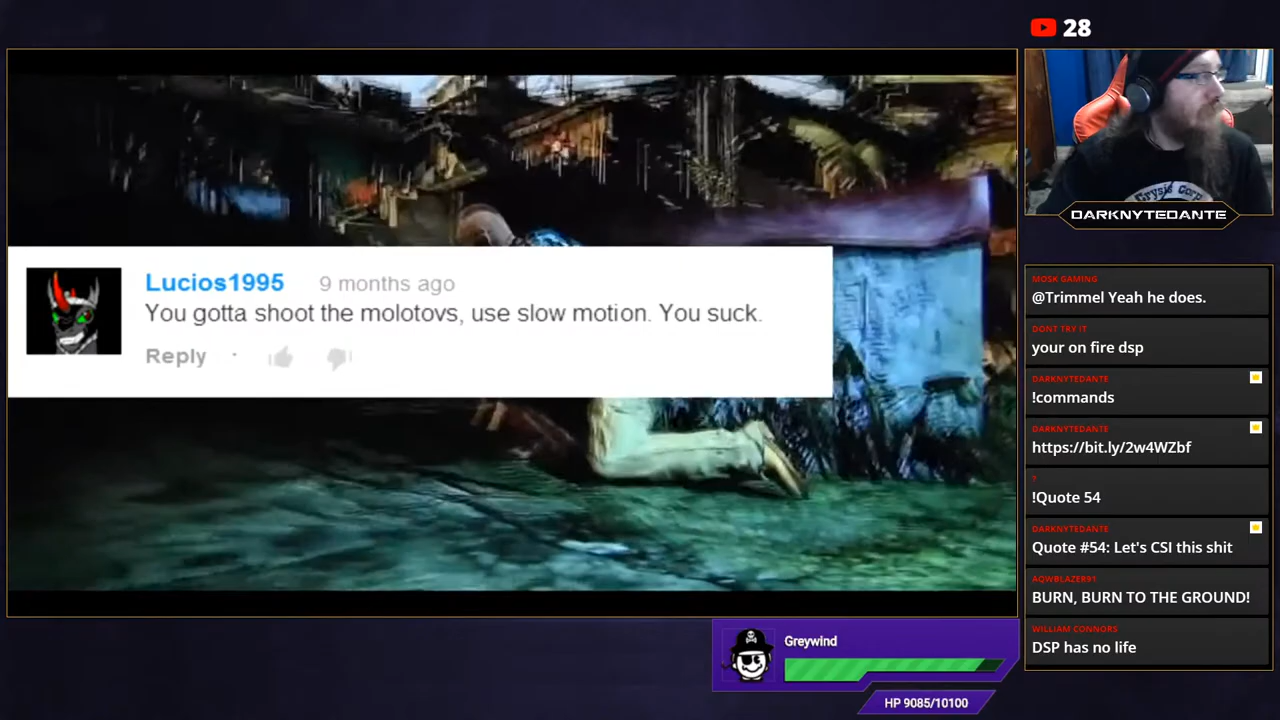 28
Lucios1995 9 months ago
You gotta shoot the molotovs, use slow motion. You suck.
Reply ·
Crysis Corp
DARKNYTEDANTE
MOSK GAMING
@Trimmel Yeah he does.
DONT TRY IT
your on fire dsp
DARKNYTEDANTE
!commands
DARKNYTEDANTE
https://bit.ly/2w4WZbf
?
!Quote 54
DARKNYTEDANTE
Quote #54: Let's CSI this shit
AQWBLAZER91
BURN, BURN TO THE GROUND!
WILLIAM CONNORS
DSP has no life
Greywind
HP 9085/10100